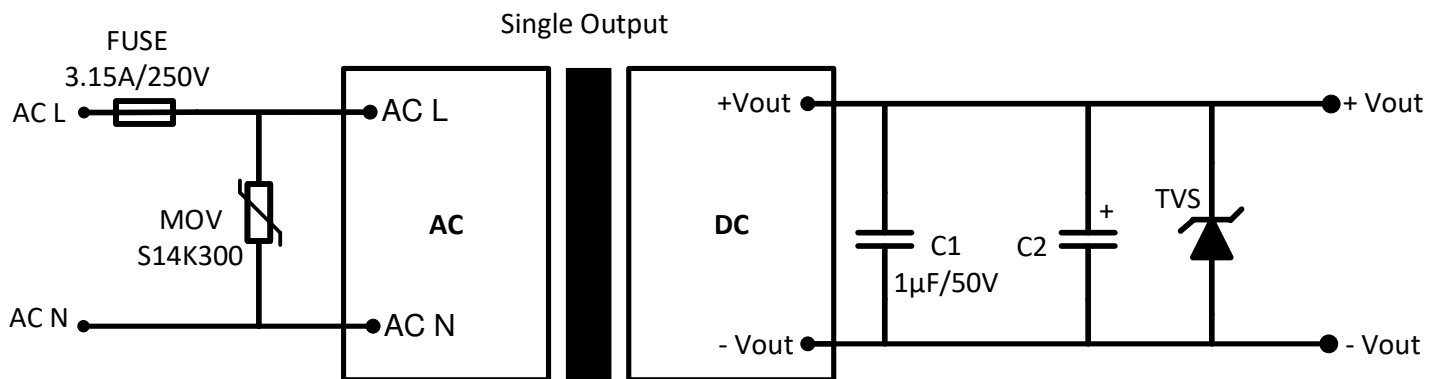 Single Output
FUSE
3.15A/250V
AC L
AC L
MOV
S14K300
AC
AC N
AC N
+Vout
DC
- Vout
C1
1µF/50V
C2
+
TVS
+ Vout
- Vout